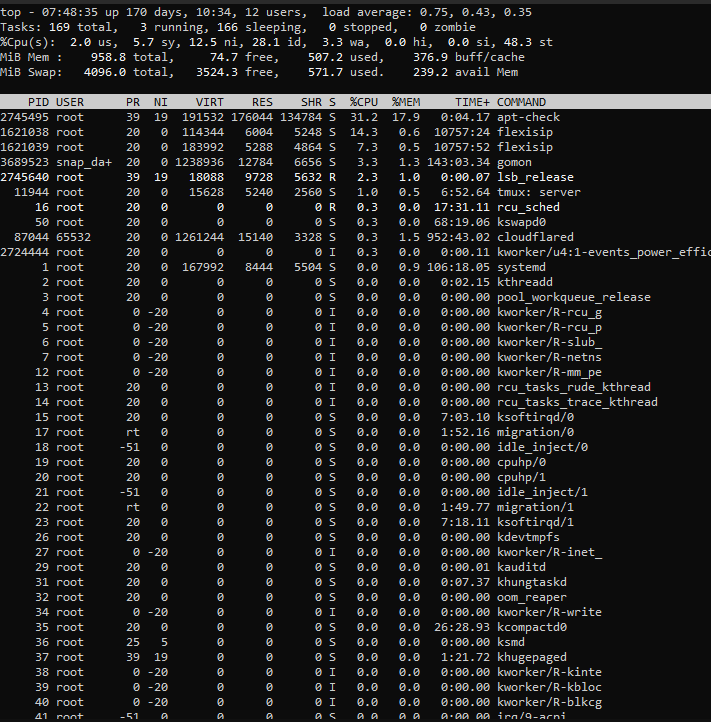 top - 07:48:35 up 170 days, 10:34, 12 users,  load average: 0.75, 0.43, 0.35
Tasks: 169 total,   3 running, 166 sleeping,   0 stopped,   0 zombie
%Cpu(s):  2.0 us,  5.7 sy, 12.5 ni, 28.1 id,  3.3 wa,  0.0 hi,  0.0 si, 48.3 st
MiB Mem :    958.8 total,     74.7 free,    507.2 used,    376.9 buff/cache
MiB Swap:   4096.0 total,   3524.3 free,    571.7 used.    239.2 avail Mem
PID USER      PR  NI    VIRT    RES    SHR S  %CPU  %MEM     TIME+ COMMAND
2745495 root      39  19  191532 176044 134784 S  31.2  17.9   0:04.17 apt-check
1621038 root      20   0  114344   6004   5248 S  14.3   0.6  10757:24 flexisip
1621039 root      20   0  183992   5288   4864 S   7.3   0.5  10757:52 flexisip
3689523 snap_da+  20   0 1238936  12784   6656 S   3.3   1.3 143:03.34 gomon
2745640 root      39  19   18088   9728   5632 R   2.3   1.0   0:00.07 lsb_release
11944 root      20   0   15628   5240   2560 S   1.0   0.5   6:52.64 tmux: server
16 root      20   0       0      0      0 R   0.3   0.0  17:31.11 rcu_sched
50 root      20   0       0      0      0 S   0.3   0.0  68:19.06 kswapd0
87044 65532     20   0 1261244  15140   3328 S   0.3   1.5 952:43.02 cloudflared
2724444 root      20   0       0      0      0 I   0.3   0.0   0:00.11 kworker/u4:1-events_power_effic
1 root      20   0  167992   8444   5504 S   0.0   0.9 106:18.05 systemd
2 root      20   0       0      0      0 S   0.0   0.0   0:02.15 kthreadd
3 root      20   0       0      0      0 S   0.0   0.0   0:00.00 pool_workqueue_release
4 root       0 -20       0      0      0 I   0.0   0.0   0:00.00 kworker/R-rcu_g
5 root       0 -20       0      0      0 I   0.0   0.0   0:00.00 kworker/R-rcu_p
6 root       0 -20       0      0      0 I   0.0   0.0   0:00.00 kworker/R-slub_
7 root       0 -20       0      0      0 I   0.0   0.0   0:00.00 kworker/R-netns
12 root       0 -20       0      0      0 I   0.0   0.0   0:00.00 kworker/R-mm_pe
13 root      20   0       0      0      0 I   0.0   0.0   0:00.00 rcu_tasks_rude_kthread
14 root      20   0       0      0      0 I   0.0   0.0   0:00.00 rcu_tasks_trace_kthread
15 root      20   0       0      0      0 S   0.0   0.0   7:03.10 ksoftirqd/0
17 root      rt   0       0      0      0 S   0.0   0.0   1:52.16 migration/0
18 root     -51   0       0      0      0 S   0.0   0.0   0:00.00 idle_inject/0
19 root      20   0       0      0      0 S   0.0   0.0   0:00.00 cpuhp/0
20 root      20   0       0      0      0 S   0.0   0.0   0:00.00 cpuhp/1
21 root     -51   0       0      0      0 S   0.0   0.0   0:00.00 idle_inject/1
22 root      rt   0       0      0      0 S   0.0   0.0   1:49.77 migration/1
23 root      20   0       0      0      0 S   0.0   0.0   7:18.11 ksoftirqd/1
26 root      20   0       0      0      0 S   0.0   0.0   0:00.00 kdevtmpfs
27 root       0 -20       0      0      0 I   0.0   0.0   0:00.00 kworker/R-inet_
29 root      20   0       0      0      0 S   0.0   0.0   0:00.01 kauditd
31 root      20   0       0      0      0 S   0.0   0.0   0:07.37 khungtaskd
32 root      20   0       0      0      0 S   0.0   0.0   0:00.00 oom_reaper
34 root       0 -20       0      0      0 I   0.0   0.0   0:00.00 kworker/R-write
35 root      20   0       0      0      0 S   0.0   0.0  26:28.93 kcompactd0
36 root      25   5       0      0      0 S   0.0   0.0   0:00.00 ksmd
37 root      39  19       0      0      0 S   0.0   0.0   1:21.72 khugepaged
38 root       0 -20       0      0      0 I   0.0   0.0   0:00.00 kworker/R-kinte
39 root       0 -20       0      0      0 I   0.0   0.0   0:00.00 kworker/R-kbloc
40 root       0 -20       0      0      0 I   0.0   0.0   0:00.00 kworker/R-blkcg
41 root     -51   0       0      0      0 S   0.0   0.0   0:00.00 irq/9-acpi